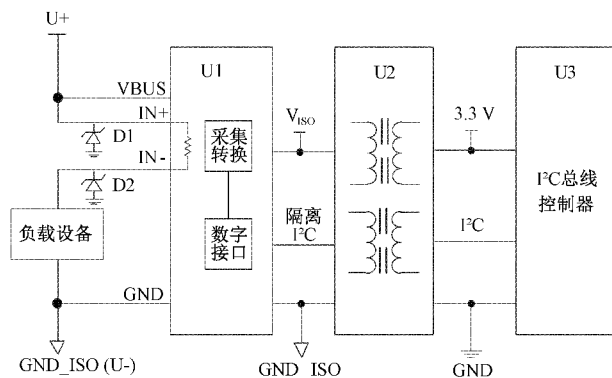 U+
U1
U2
U3
VBUS
IN+
D1
IN-
D2
采集
转换
数字
接口
负载设备
GND
GND_ISO (U-)
V_ISO
隔离
I²C
GND_ISO
3.3 V
I²C
GND
I²C总线
控制器